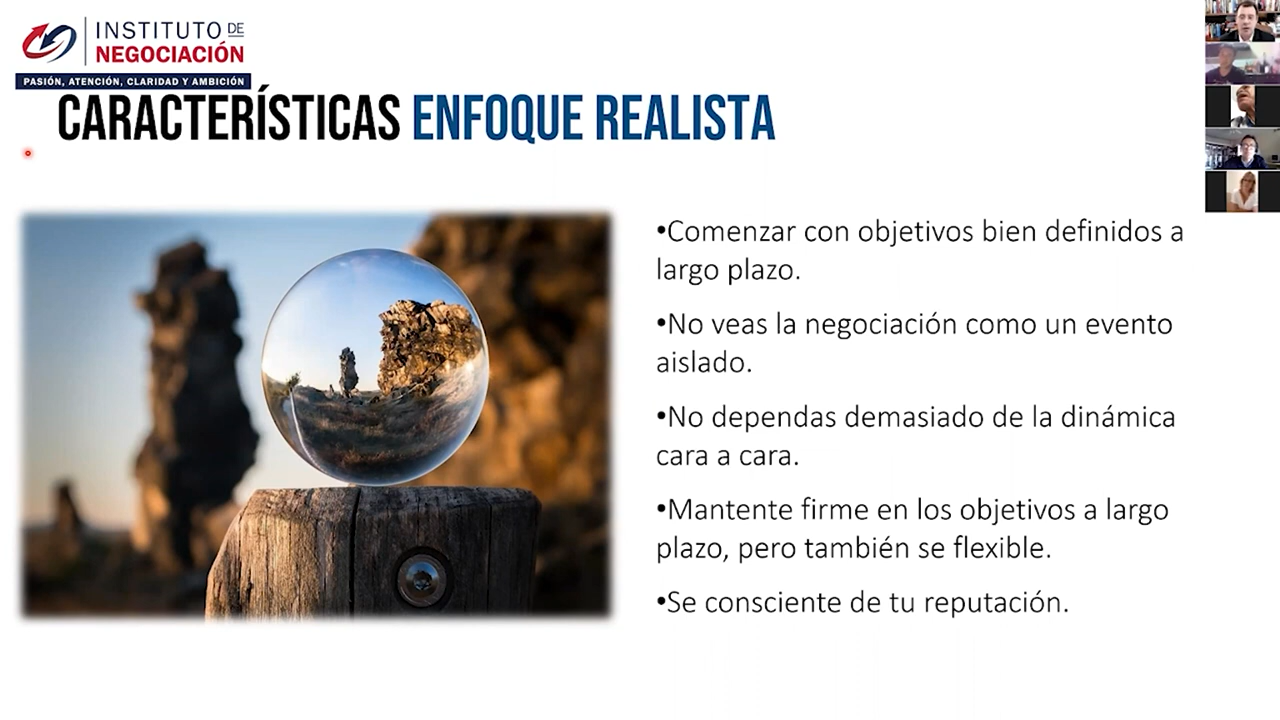 INSTITUTO DE
NEGOCIACIÓN
PASIÓN, ATENCIÓN, CLARIDAD Y AMBICIÓN
CARACTERÍSTICAS ENFOQUE REALISTA
•Comenzar con objetivos bien definidos a
largo plazo.
•No veas la negociación como un evento
aislado.
•No dependas demasiado de la dinámica
cara a cara.
•Mantente firme en los objetivos a largo
plazo, pero también se flexible.
•Se consciente de tu reputación.